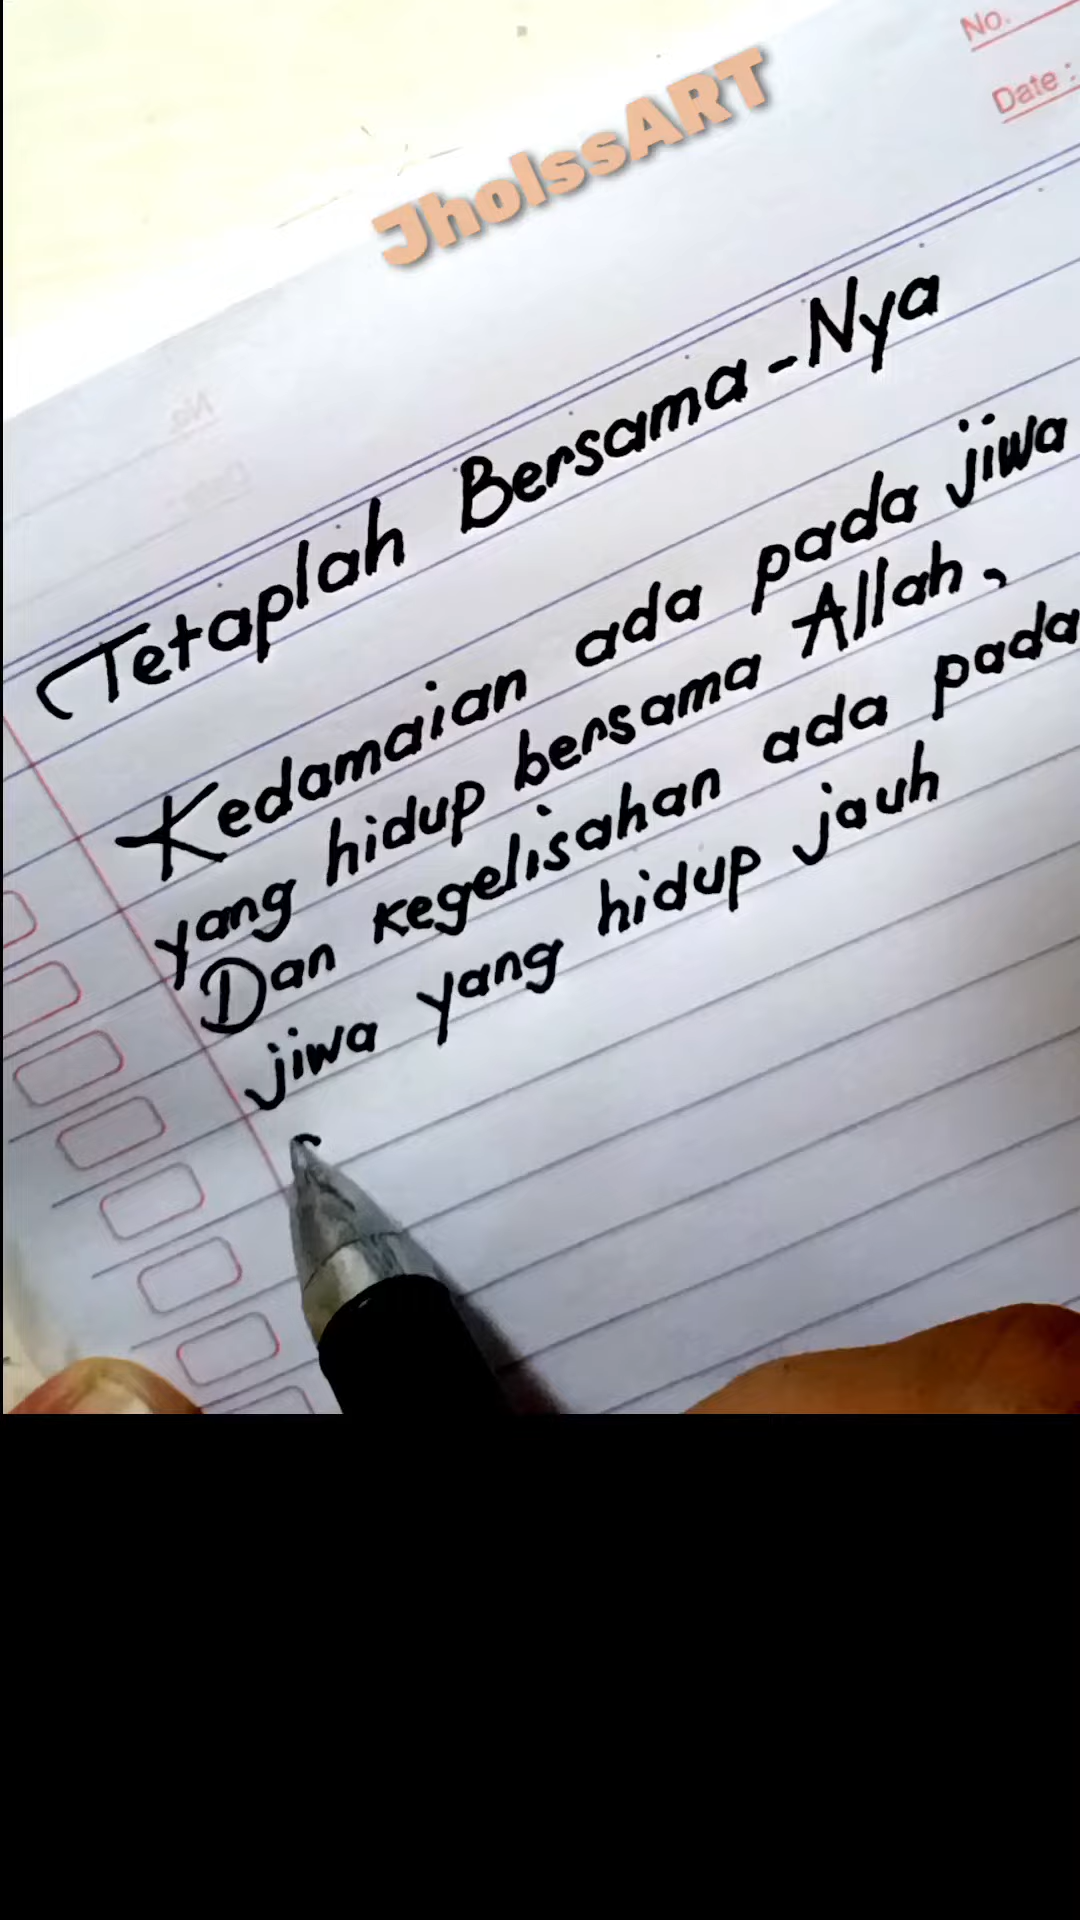 No.
Date :
JholssART
Tetaplah Bersama-Nya
Kedamaian ada pada jiwa
yang hidup bersama Allah,
Dan kegelisahan ada pada
jiwa yang hidup jauh